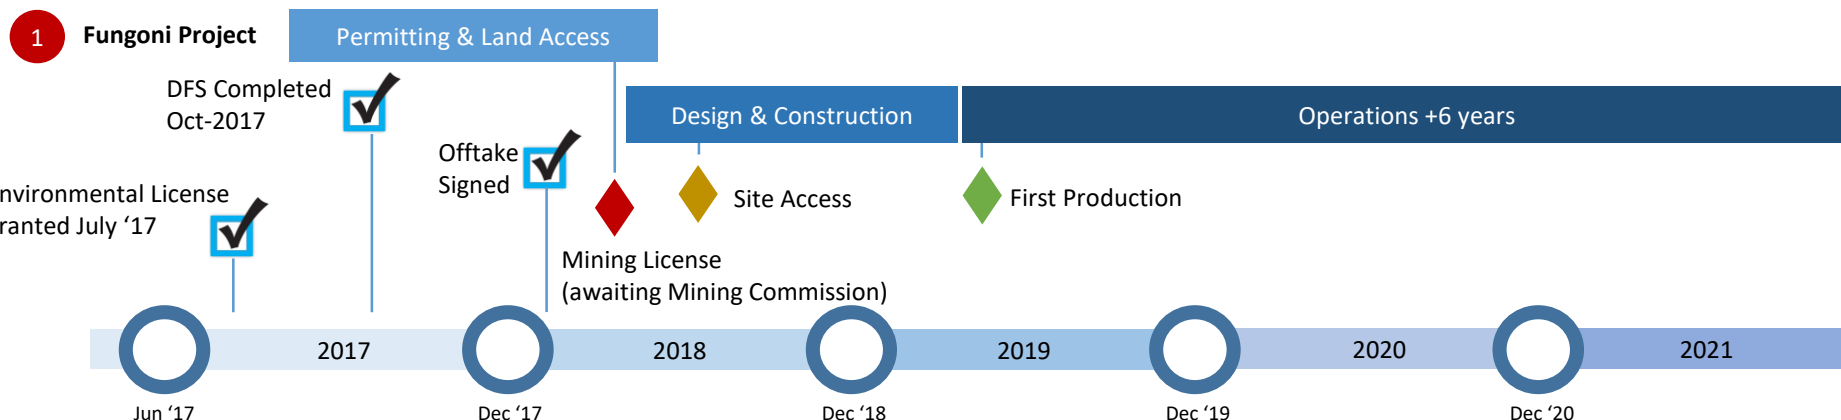 1 Fungoni Project
Permitting & Land Access
DFS Completed
Oct-2017
Design & Construction
Operations +6 years
Offtake
Signed
nvironmental License
ranted July ‘17
Site Access
First Production
Mining License
(awaiting Mining Commission)
2017
2018
2019
2020
2021
Jun ‘17
Dec ‘17
Dec ‘18
Dec ‘19
Dec ‘20